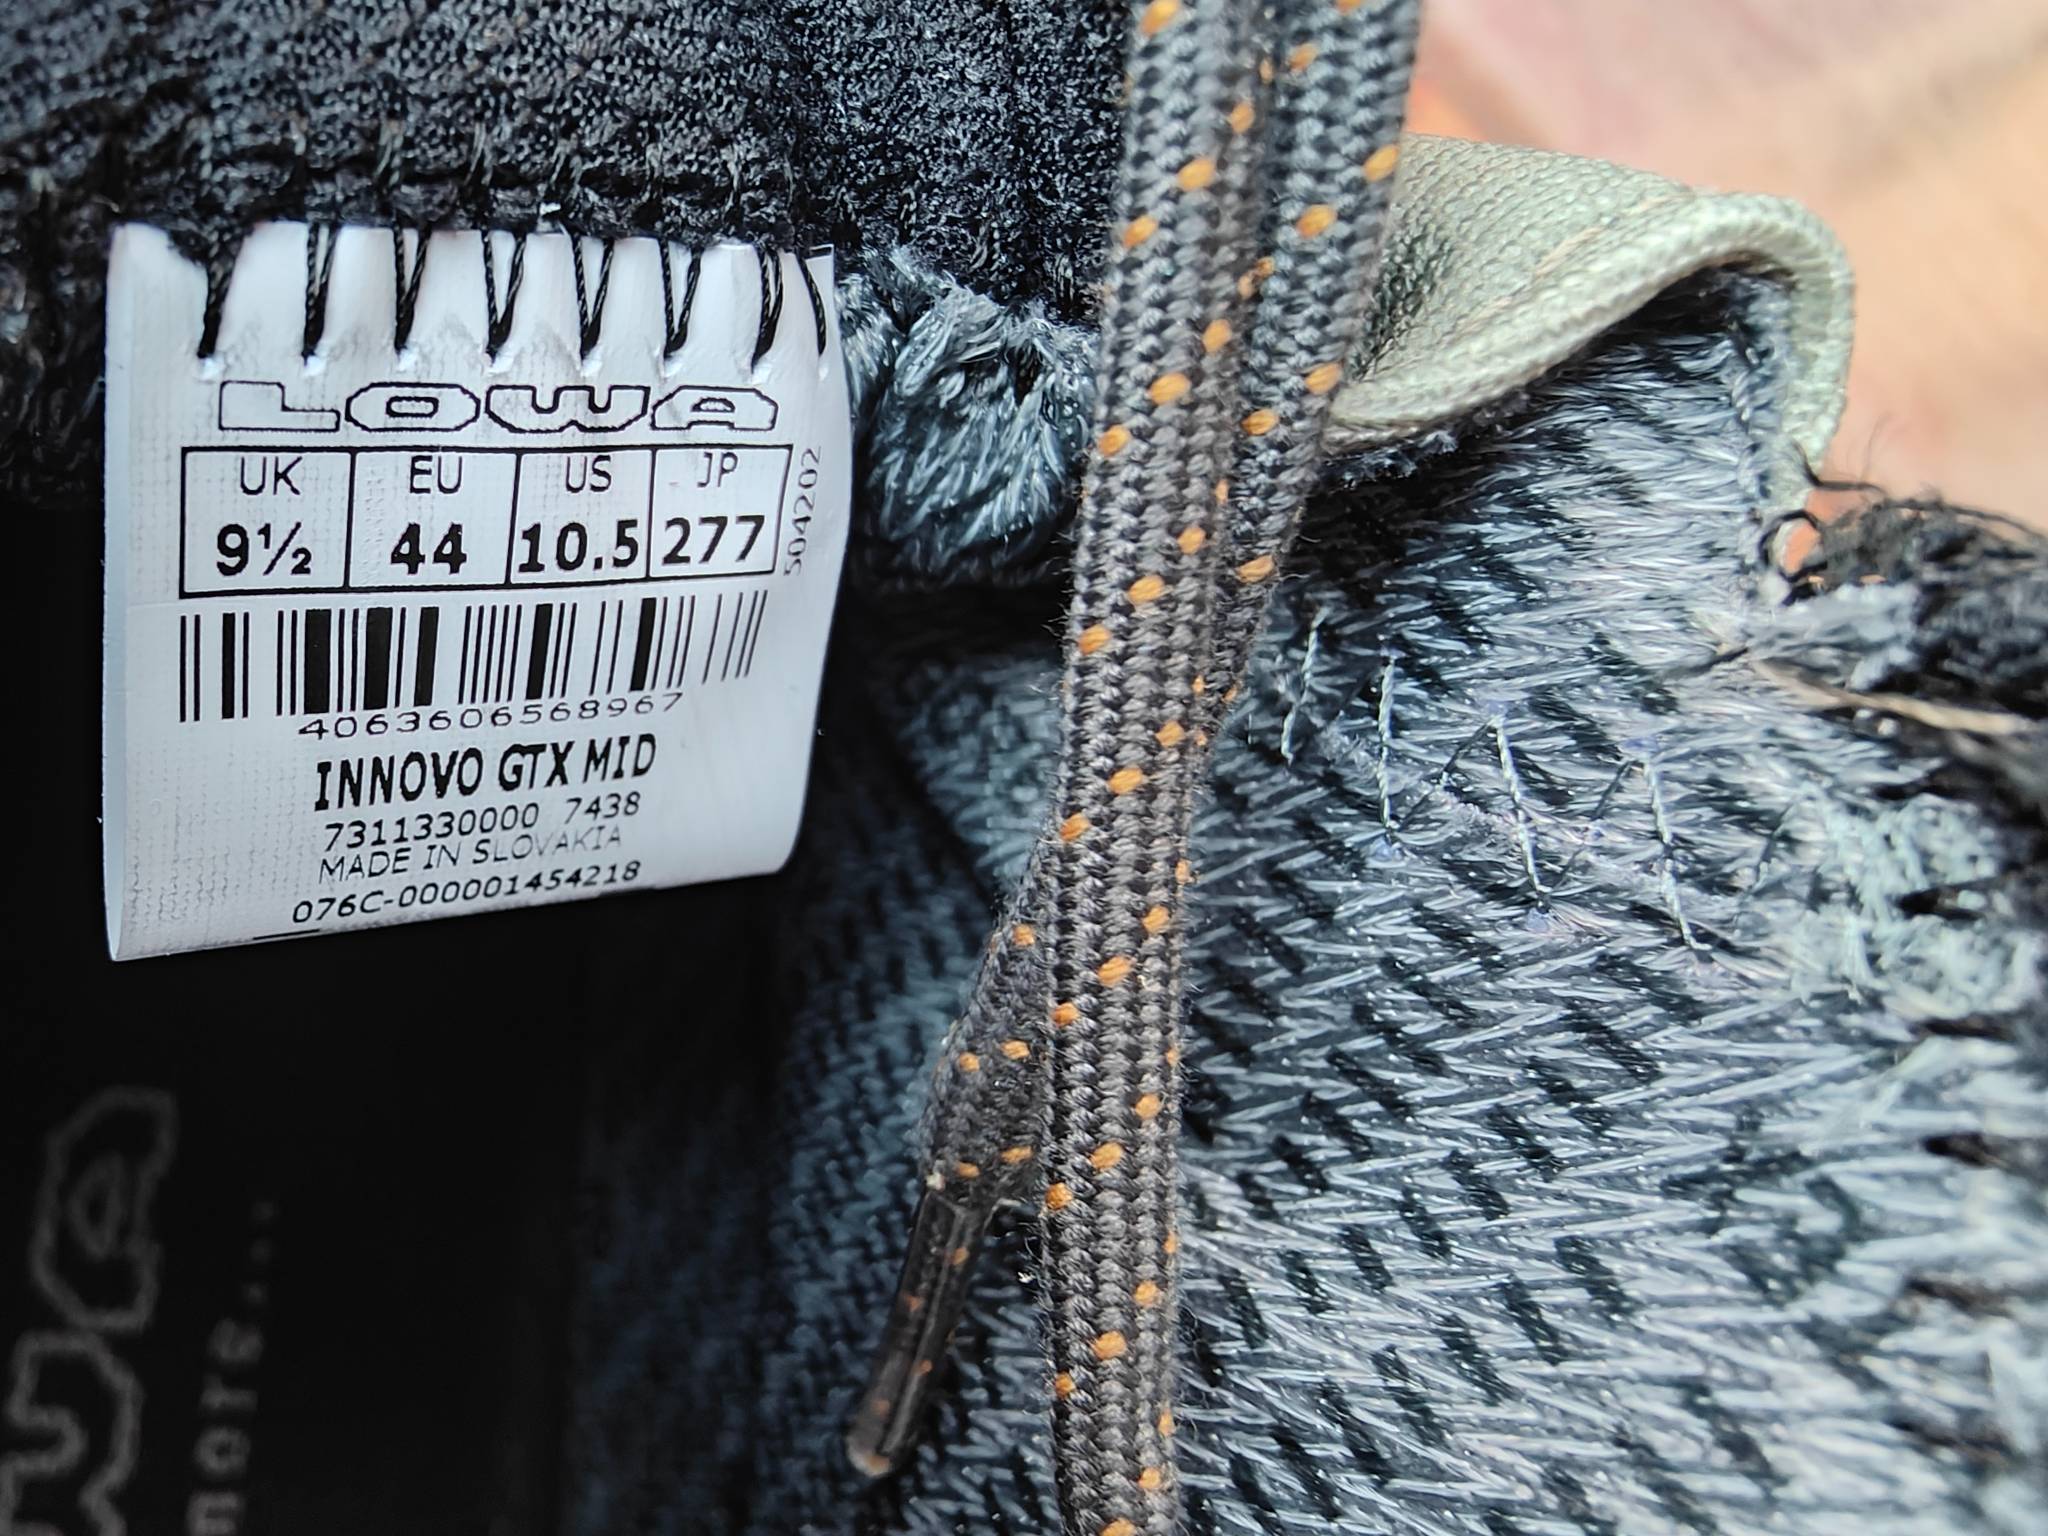 LOWA
UK EU US JP
9½ 44 10.5 277
504202
4063606568967
INNOVO GTX MID
7311330000 7438
MADE IN SLOVAKIA
076C-000001454218